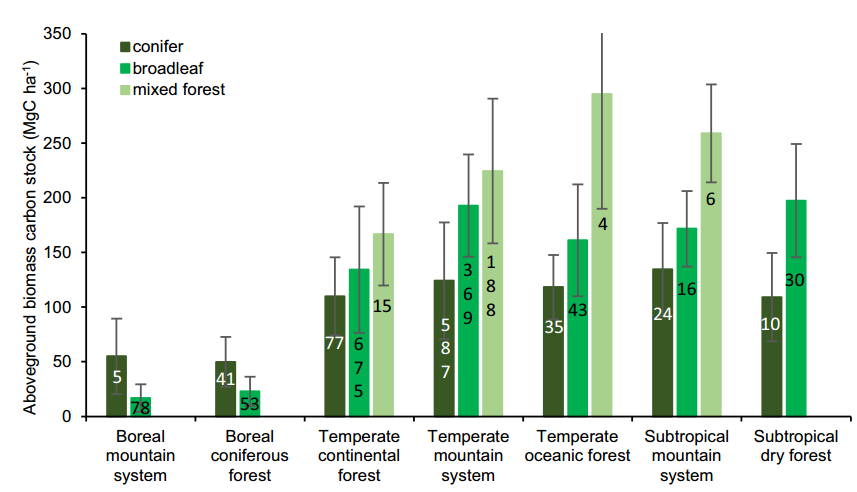 Aboveground biomass carbon stock (MgC ha⁻¹)
350
300
250
200
150
100
50
0
conifer
broadleaf
mixed forest
5
78
41
53
77
6
7
5
15
5
8
7
3
6
9
1
8
8
35
43
4
24
16
6
10
30
Boreal
mountain
system
Boreal
coniferous
forest
Temperate
continental
forest
Temperate
mountain
system
Temperate
oceanic forest
Subtropical
mountain
system
Subtropical
dry forest